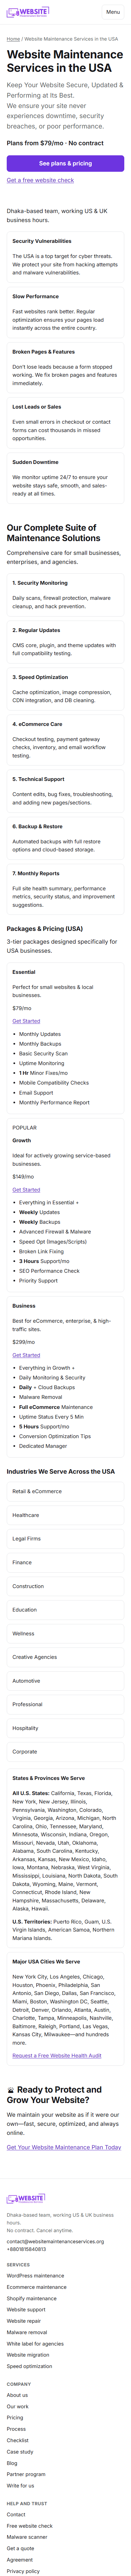 WEBSITE
Menu
Home / Website Maintenance Services in the USA
Website Maintenance
Services in the USA
Keep Your Website Secure, Updated &
Performing at Its Best.
We ensure your site never
experiences downtime, security
breaches, or poor performance.
Plans from $79/mo · No contract
See plans & pricing
Get a free website check
Dhaka-based team, working US & UK
business hours.
Security Vulnerabilities
The USA is a top target for cyber threats.
We protect your site from hacking attempts
and malware vulnerabilities.
Slow Performance
Fast websites rank better. Regular
optimization ensures your pages load
instantly across the entire country.
Broken Pages & Features
Don't lose leads because a form stopped
working. We fix broken pages and features
immediately.
Lost Leads or Sales
Even small errors in checkout or contact
forms can cost thousands in missed
opportunities.
Sudden Downtime
We monitor uptime 24/7 to ensure your
website stays safe, smooth, and sales-
ready at all times.
Our Complete Suite of
Maintenance Solutions
Comprehensive care for small businesses,
enterprises, and agencies.
1. Security Monitoring
Daily scans, firewall protection, malware
cleanup, and hack prevention.
2. Regular Updates
CMS core, plugin, and theme updates with
full compatibility testing.
3. Speed Optimization
Cache optimization, image compression,
CDN integration, and DB cleaning.
4. eCommerce Care
Checkout testing, payment gateway
checks, inventory, and email workflow
testing.
5. Technical Support
Content edits, bug fixes, troubleshooting,
and adding new pages/sections.
6. Backup & Restore
Automated backups with full restore
options and cloud-based storage.
7. Monthly Reports
Full site health summary, performance
metrics, security status, and improvement
suggestions.
Packages & Pricing (USA)
3-tier packages designed specifically for
USA businesses.
Essential
Perfect for small websites & local
businesses.
$79/mo
Get Started
Monthly Updates
Monthly Backups
Basic Security Scan
Uptime Monitoring
1 Hr Minor Fixes/mo
Mobile Compatibility Checks
Email Support
Monthly Performance Report
POPULAR
Growth
Ideal for actively growing service-based
businesses.
$149/mo
Get Started
Everything in Essential +
Weekly Updates
Weekly Backups
Advanced Firewall & Malware
Speed Opt (Images/Scripts)
Broken Link Fixing
3 Hours Support/mo
SEO Performance Check
Priority Support
Business
Best for eCommerce, enterprise, & high-
traffic sites.
$299/mo
Get Started
Everything in Growth +
Daily Monitoring & Security
Daily + Cloud Backups
Malware Removal
Full eCommerce Maintenance
Uptime Status Every 5 Min
5 Hours Support/mo
Conversion Optimization Tips
Dedicated Manager
Industries We Serve Across the USA
Retail & eCommerce
Healthcare
Legal Firms
Finance
Construction
Education
Wellness
Creative Agencies
Automotive
Professional
Hospitality
Corporate
States & Provinces We Serve
All U.S. States: California, Texas, Florida,
New York, New Jersey, Illinois,
Pennsylvania, Washington, Colorado,
Virginia, Georgia, Arizona, Michigan, North
Carolina, Ohio, Tennessee, Maryland,
Minnesota, Wisconsin, Indiana, Oregon,
Missouri, Nevada, Utah, Oklahoma,
Alabama, South Carolina, Kentucky,
Arkansas, Kansas, New Mexico, Idaho,
Iowa, Montana, Nebraska, West Virginia,
Mississippi, Louisiana, North Dakota, South
Dakota, Wyoming, Maine, Vermont,
Connecticut, Rhode Island, New
Hampshire, Massachusetts, Delaware,
Alaska, Hawaii.
U.S. Territories: Puerto Rico, Guam, U.S.
Virgin Islands, American Samoa, Northern
Mariana Islands.
Major USA Cities We Serve
New York City, Los Angeles, Chicago,
Houston, Phoenix, Philadelphia, San
Antonio, San Diego, Dallas, San Francisco,
Miami, Boston, Washington DC, Seattle,
Detroit, Denver, Orlando, Atlanta, Austin,
Charlotte, Tampa, Minneapolis, Nashville,
Baltimore, Raleigh, Portland, Las Vegas,
Kansas City, Milwaukee—and hundreds
more.
Request a Free Website Health Audit
Ready to Protect and
Grow Your Website?
We maintain your website as if it were our
own—fast, secure, optimized, and always
online.
Get Your Website Maintenance Plan Today
WEBSITE
Dhaka-based team, working US & UK business
hours.
No contract. Cancel anytime.
contact@websitemaintenanceservices.org
+8801815840813
SERVICES
WordPress maintenance
Ecommerce maintenance
Shopify maintenance
Website support
Website repair
Malware removal
White label for agencies
Website migration
Speed optimization
COMPANY
About us
Our work
Pricing
Process
Checklist
Case study
Blog
Partner program
Write for us
HELP AND TRUST
Contact
Free website check
Malware scanner
Get a quote
Agreement
Privacy policy